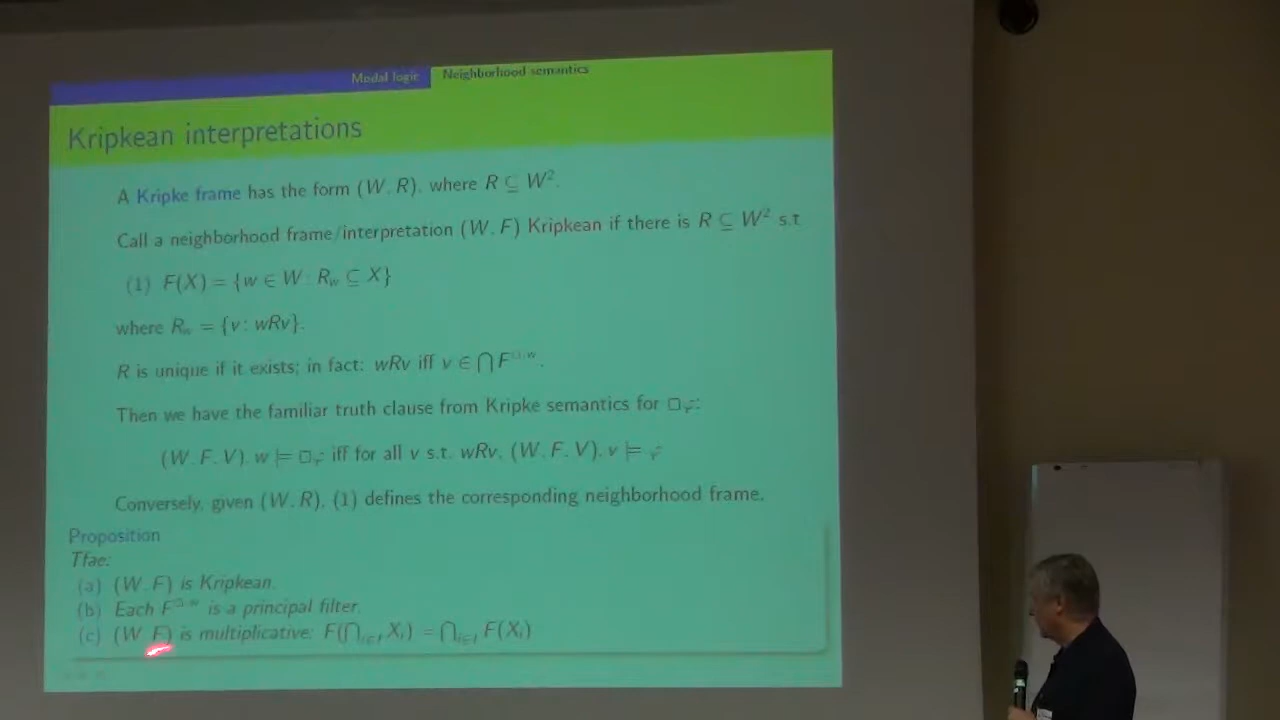 Modal logic Neighborhood semantics
Kripkean interpretations
A Kripke frame has the form (W, R), where R ⊆ W².
Call a neighborhood frame/interpretation (W, F) Kripkean if there is R ⊆ W² s.t.
(1) F(X) = {w ∈ W : R_w ⊆ X}
where R_w = {v : wRv}.
R is unique if it exists; in fact: wRv iff v ∈ ⋂ F^{□,w}.
Then we have the familiar truth clause from Kripke semantics for □φ:
(W, F, V), w ⊨ □φ iff for all v s.t. wRv, (W, F, V), v ⊨ φ
Conversely, given (W, R), (1) defines the corresponding neighborhood frame.
Proposition
Tfae:
(a) (W, F) is Kripkean.
(b) Each F^{□,w} is a principal filter.
(c) (W, F) is multiplicative: F(⋂_{i∈I} X_i) = ⋂_{i∈I} F(X_i)